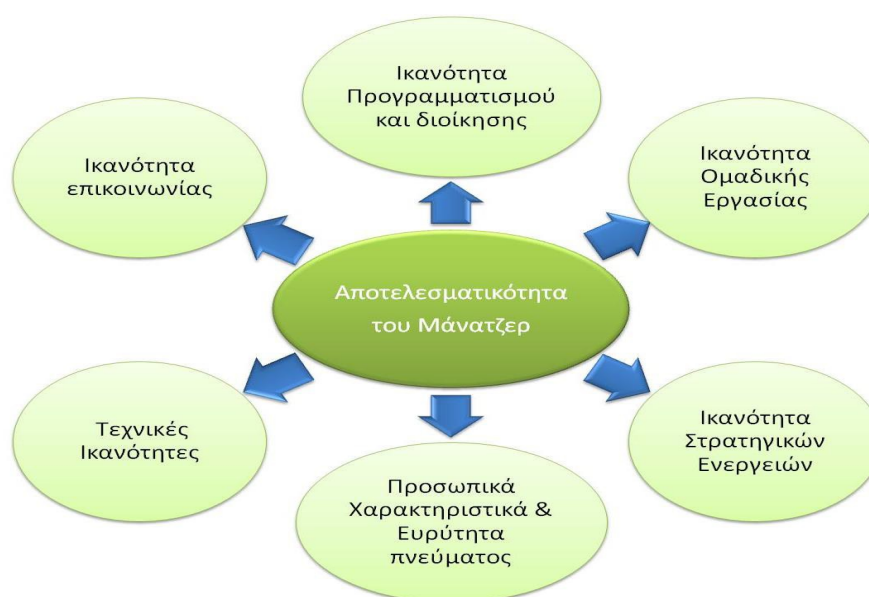 Ικανότητα
Προγραμματισμού
και διοίκησης
Ικανότητα
επικοινωνίας
Ικανότητα
Ομαδικής
Εργασίας
Αποτελεσματικότητα
του Μάνατζερ
Τεχνικές
Ικανότητες
Ικανότητα
Στρατηγικών
Ενεργειών
Προσωπικά
Χαρακτηριστικά &
Ευρύτητα
πνεύματος